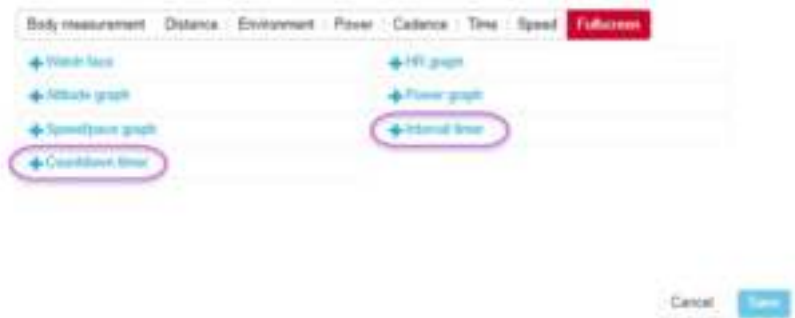 Body measurement Distance Environment Power Cadence Time Speed Fullscreen
+ Watch face
+ HR graph
+ Altitude graph
+ Power graph
+ Speed/pace graph
+ Interval timer
+ Countdown timer
Cancel Save